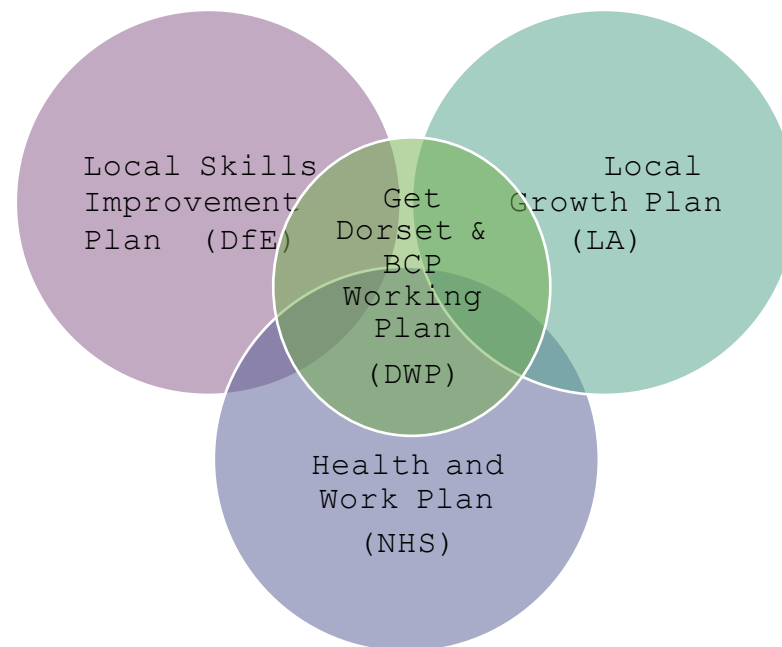 Local Skills
Improvement
Plan (DfE)
Get
Dorset &
BCP
Working
Plan
(DWP)
Local
Growth Plan
(LA)
Health and
Work Plan
(NHS)